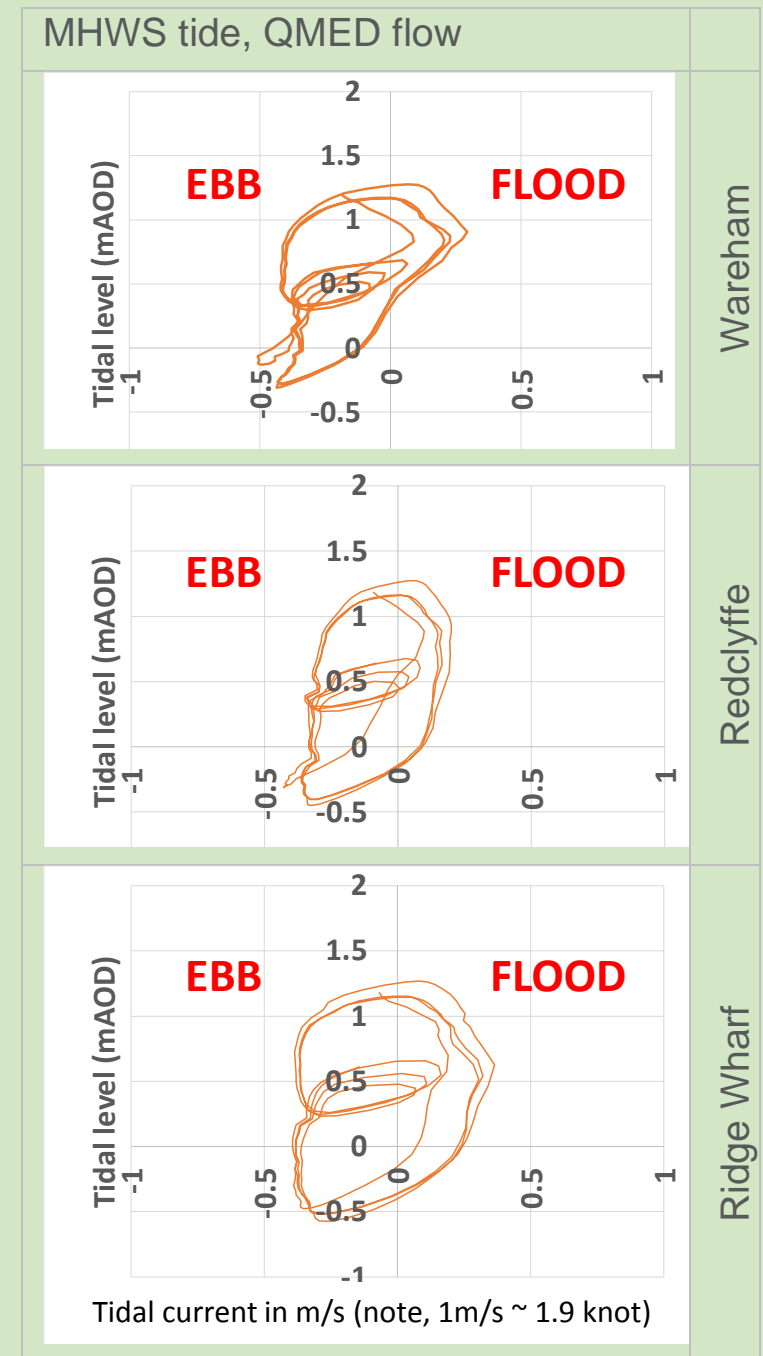 MHWS tide, QMED flow
2
1.5
1
0.5
0
-0.5
-1
-0.5
0
0.5
1
EBB
FLOOD
Tidal level (mAOD)
Wareham
2
1.5
1
0.5
0
-0.5
-1
-0.5
0
0.5
1
EBB
FLOOD
Tidal level (mAOD)
Redclyffe
2
1.5
1
0.5
0
-0.5
-1
-1
-0.5
0
0.5
1
EBB
FLOOD
Tidal level (mAOD)
Ridge Wharf
Tidal current in m/s (note, 1m/s ~ 1.9 knot)